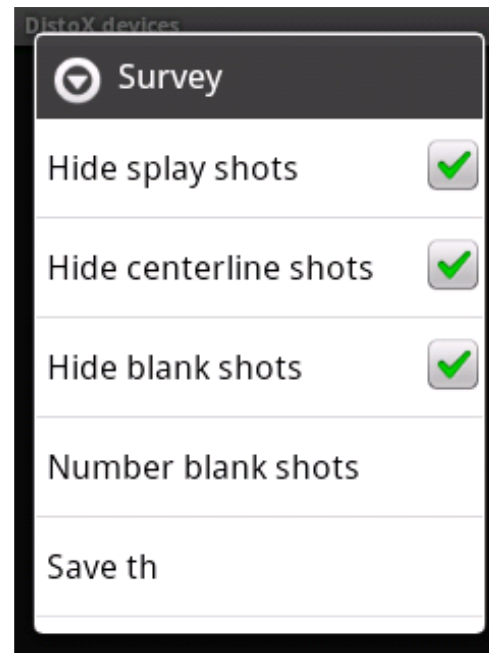 DistoX devices
Survey
Hide splay shots
Hide centerline shots
Hide blank shots
Number blank shots
Save th